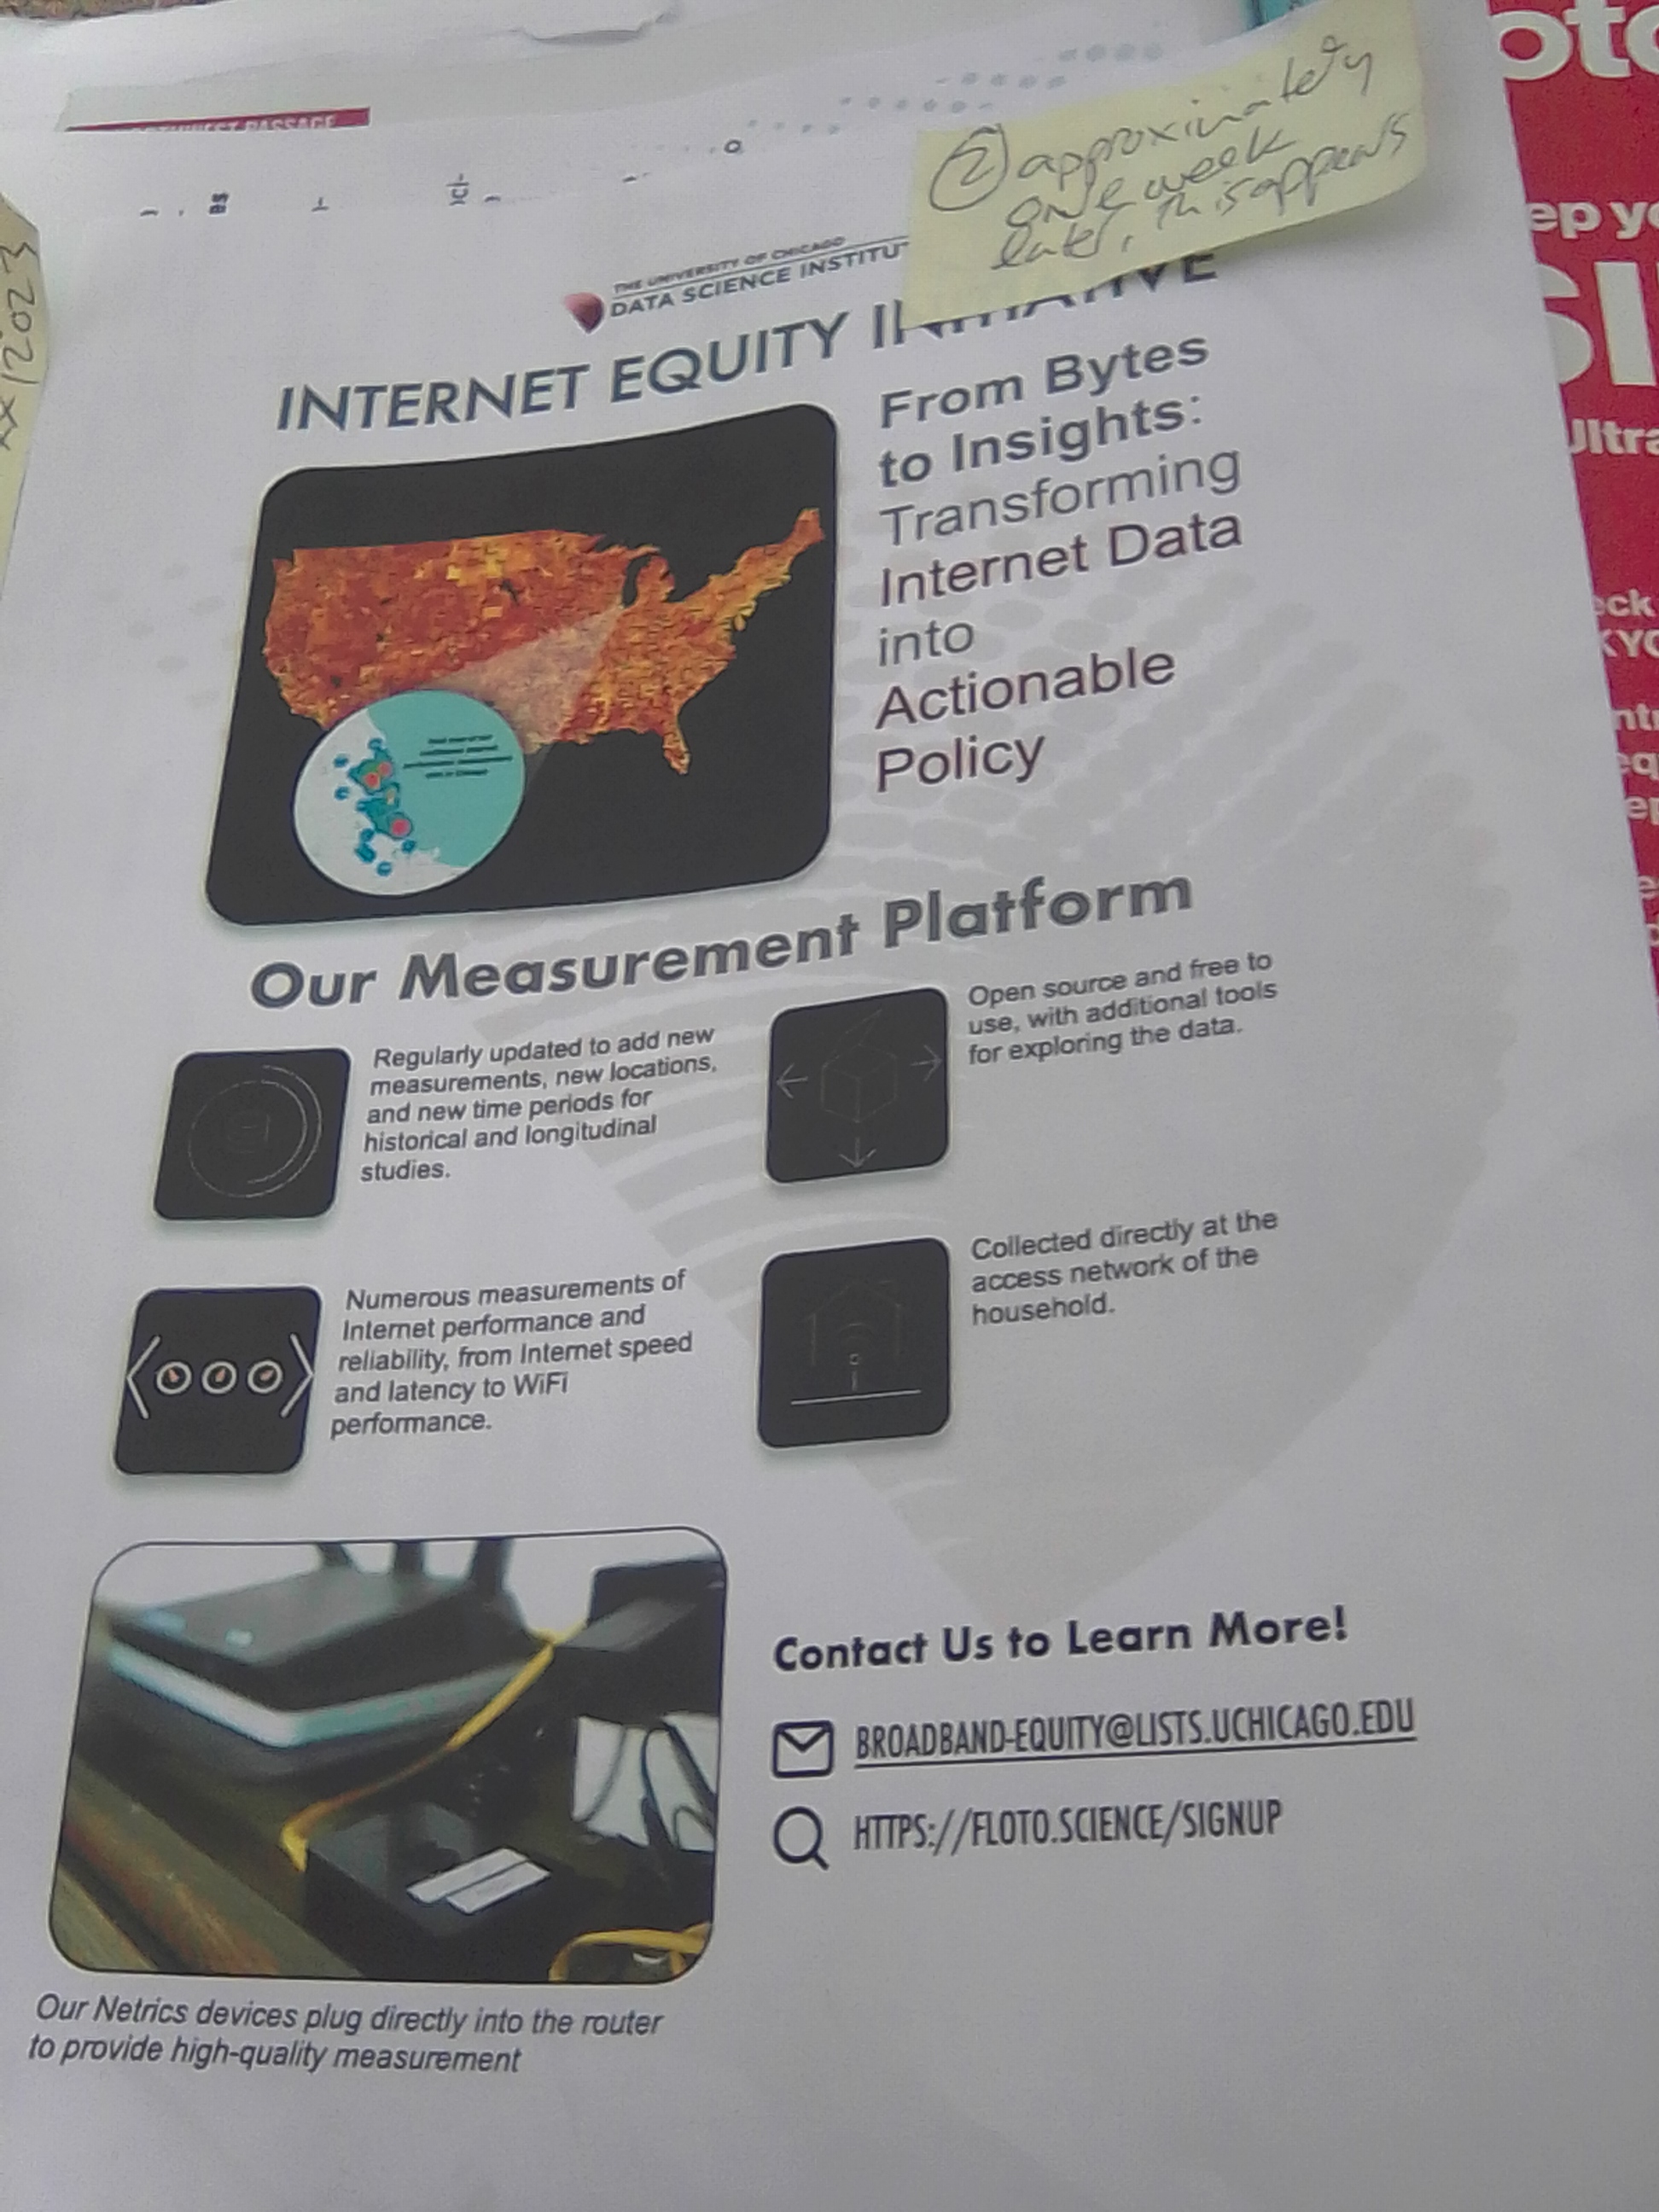 ② approximately
one week
later, this appears
THE UNIVERSITY OF CHICAGO
DATA SCIENCE INSTITU
INTERNET EQUITY INITIATIVE
From Bytes
to Insights:
Transforming
Internet Data
into
Actionable
Policy
Our Measurement Platform
Regularly updated to add new
measurements, new locations,
and new time periods for
historical and longitudinal
studies.
Open source and free to
use, with additional tools
for exploring the data.
Numerous measurements of
Internet performance and
reliability, from Internet speed
and latency to WiFi
performance.
Collected directly at the
access network of the
household.
Contact Us to Learn More!
BROADBAND-EQUITY@LISTS.UCHICAGO.EDU
HTTPS://FLOTO.SCIENCE/SIGNUP
Our Netrics devices plug directly into the router
to provide high-quality measurement